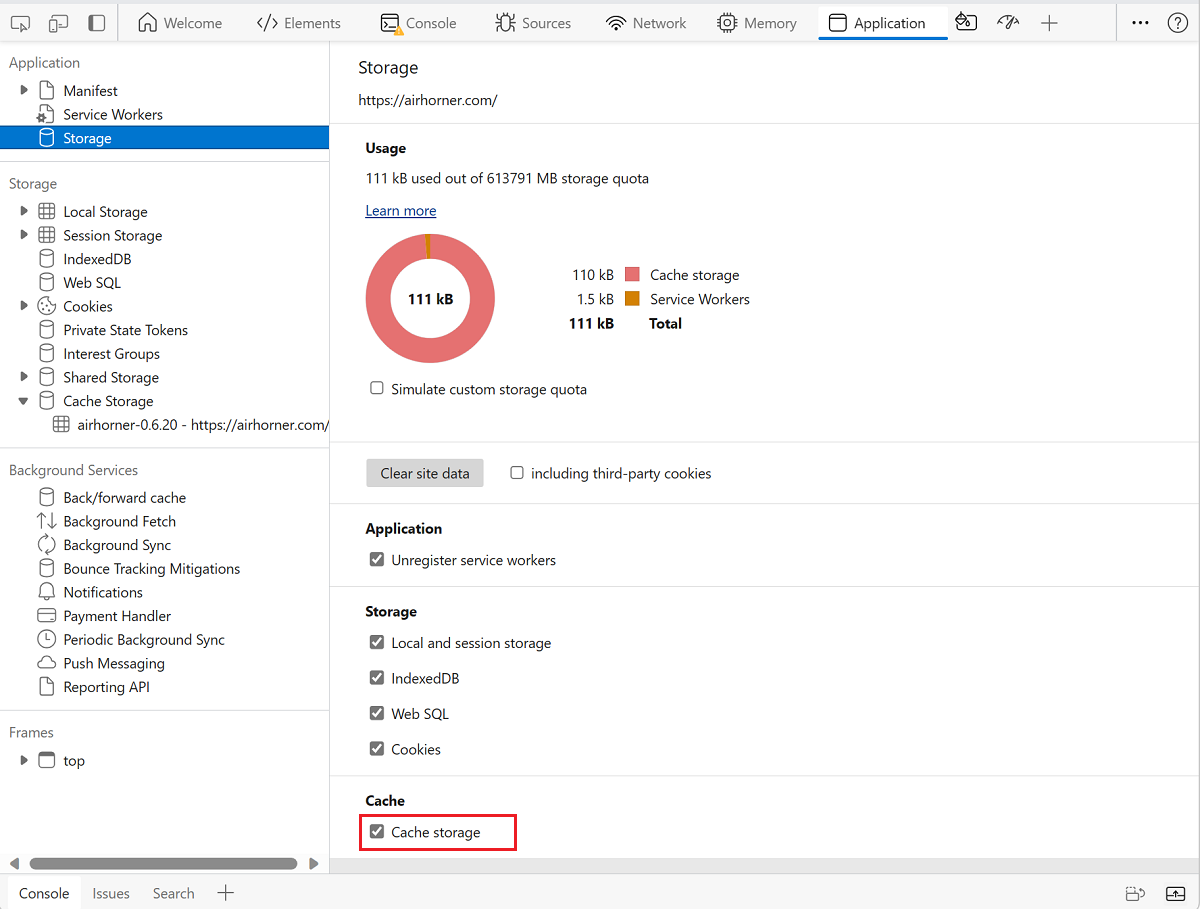 Welcome Elements Console Sources Network Memory Application
Application
Manifest
Service Workers
Storage
Storage
Local Storage
Session Storage
IndexedDB
Web SQL
Cookies
Private State Tokens
Interest Groups
Shared Storage
Cache Storage
airhorner-0.6.20 - https://airhorner.com/
Background Services
Back/forward cache
Background Fetch
Background Sync
Bounce Tracking Mitigations
Notifications
Payment Handler
Periodic Background Sync
Push Messaging
Reporting API
Frames
top
Storage
https://airhorner.com/
Usage
111 kB used out of 613791 MB storage quota
Learn more
111 kB
110 kB Cache storage
1.5 kB Service Workers
111 kB Total
Simulate custom storage quota
Clear site data including third-party cookies
Application
Unregister service workers
Storage
Local and session storage
IndexedDB
Web SQL
Cookies
Cache
Cache storage
Console Issues Search